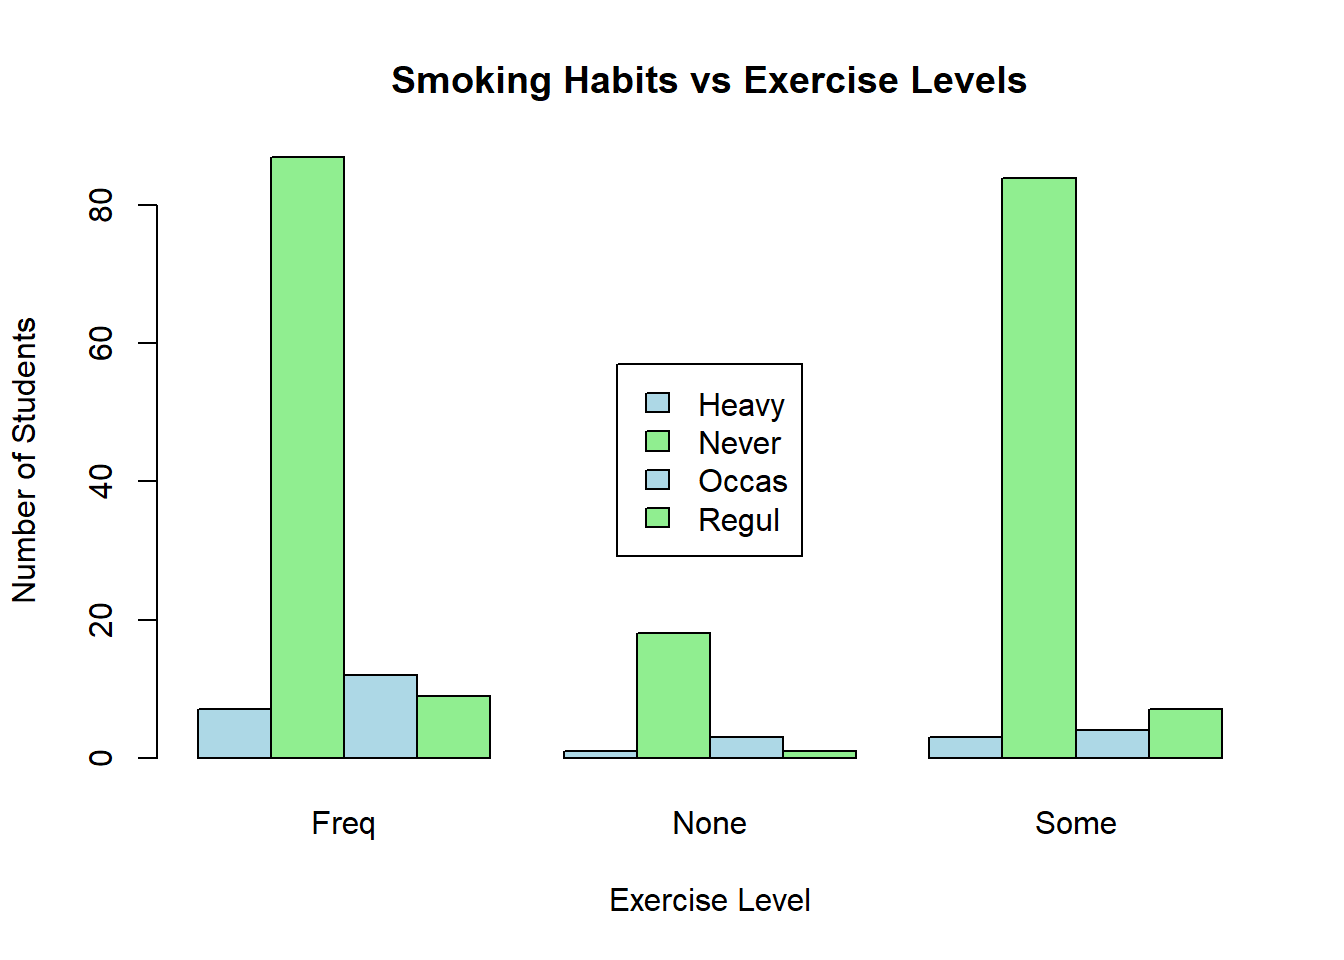 Smoking Habits vs Exercise Levels
Number of Students
80
60
40
20
0
Heavy
Never
Occas
Regul
Freq
None
Some
Exercise Level